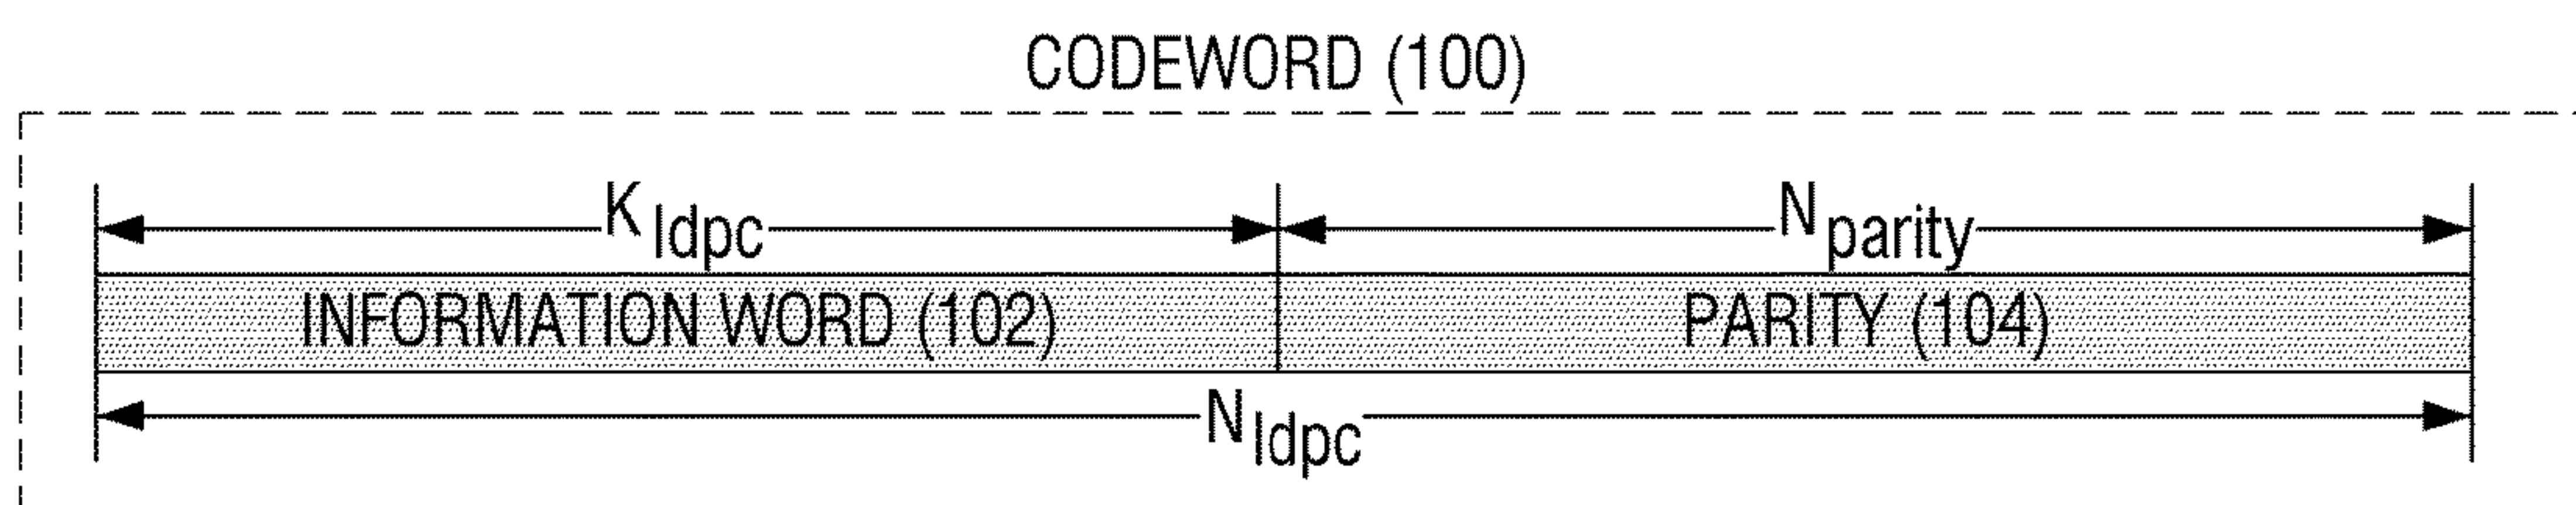 CODEWORD (100)
K ldpc N parity
INFORMATION WORD (102) PARITY (104)
N ldpc